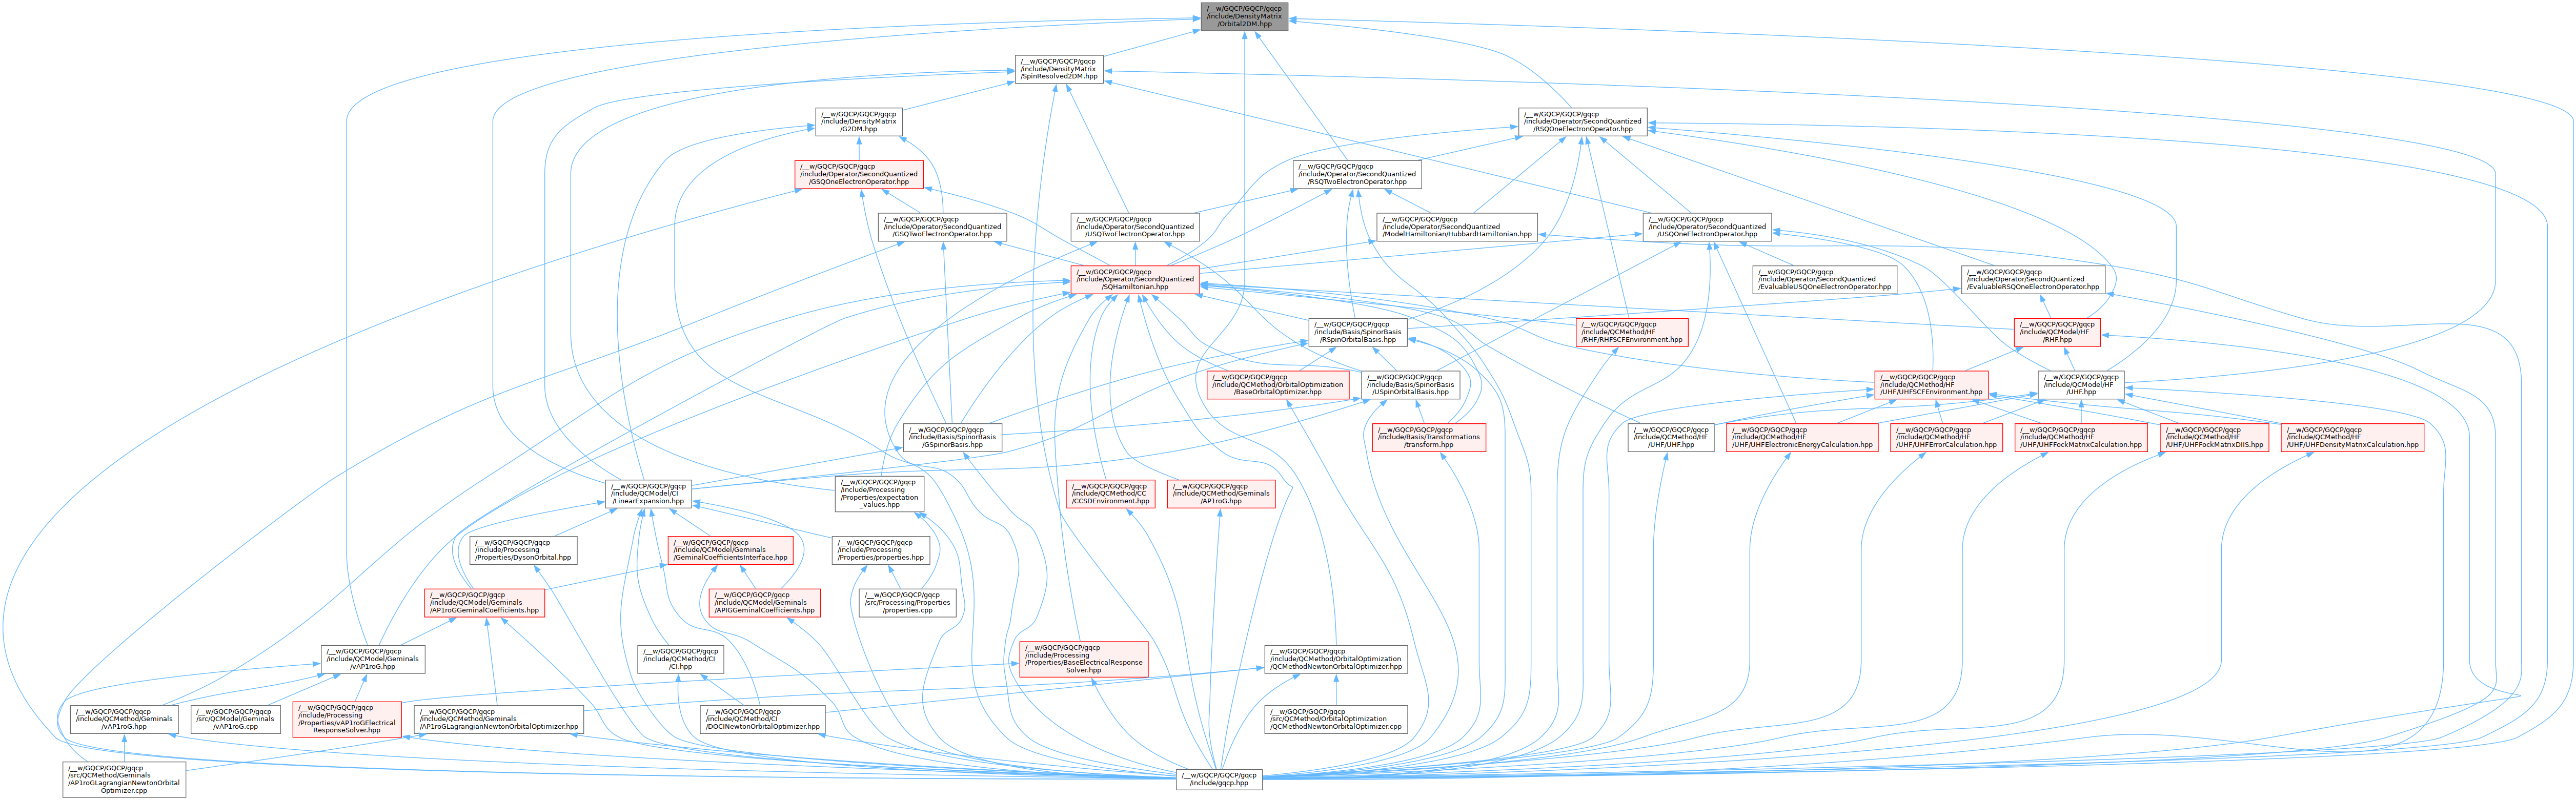 /__w/GQCP/GQCP/gqcp
/include/DensityMatrix
/Orbital2DM.hpp
/__w/GQCP/GQCP/gqcp
/include/DensityMatrix
/SpinResolved2DM.hpp
/__w/GQCP/GQCP/gqcp
/include/DensityMatrix
/G2DM.hpp
/__w/GQCP/GQCP/gqcp
/include/Operator/SecondQuantized
/RSQOneElectronOperator.hpp
/__w/GQCP/GQCP/gqcp
/include/Operator/SecondQuantized
/GSQOneElectronOperator.hpp
/__w/GQCP/GQCP/gqcp
/include/Operator/SecondQuantized
/RSQTwoElectronOperator.hpp
/__w/GQCP/GQCP/gqcp
/include/Operator/SecondQuantized
/GSQTwoElectronOperator.hpp
/__w/GQCP/GQCP/gqcp
/include/Operator/SecondQuantized
/USQTwoElectronOperator.hpp
/__w/GQCP/GQCP/gqcp
/include/Operator/SecondQuantized
/ModelHamiltonian/HubbardHamiltonian.hpp
/__w/GQCP/GQCP/gqcp
/include/Operator/SecondQuantized
/USQOneElectronOperator.hpp
/__w/GQCP/GQCP/gqcp
/include/Operator/SecondQuantized
/SQHamiltonian.hpp
/__w/GQCP/GQCP/gqcp
/include/Operator/SecondQuantized
/EvaluableUSQOneElectronOperator.hpp
/__w/GQCP/GQCP/gqcp
/include/Operator/SecondQuantized
/EvaluableRSQOneElectronOperator.hpp
/__w/GQCP/GQCP/gqcp
/include/Basis/SpinorBasis
/RSpinOrbitalBasis.hpp
/__w/GQCP/GQCP/gqcp
/include/QCMethod/HF
/RHF/RHFSCFEnvironment.hpp
/__w/GQCP/GQCP/gqcp
/include/QCModel/HF
/RHF.hpp
/__w/GQCP/GQCP/gqcp
/include/QCMethod/OrbitalOptimization
/BaseOrbitalOptimizer.hpp
/__w/GQCP/GQCP/gqcp
/include/Basis/SpinorBasis
/USpinOrbitalBasis.hpp
/__w/GQCP/GQCP/gqcp
/include/QCMethod/HF
/UHF/UHFSCFEnvironment.hpp
/__w/GQCP/GQCP/gqcp
/include/QCModel/HF
/UHF.hpp
/__w/GQCP/GQCP/gqcp
/include/Basis/SpinorBasis
/GSpinorBasis.hpp
/__w/GQCP/GQCP/gqcp
/include/Basis/Transformations
/transform.hpp
/__w/GQCP/GQCP/gqcp
/include/QCMethod/HF
/UHF/UHF.hpp
/__w/GQCP/GQCP/gqcp
/include/QCMethod/HF
/UHF/UHFElectronicEnergyCalculation.hpp
/__w/GQCP/GQCP/gqcp
/include/QCMethod/HF
/UHF/UHFErrorCalculation.hpp
/__w/GQCP/GQCP/gqcp
/include/QCMethod/HF
/UHF/UHFFockMatrixCalculation.hpp
/__w/GQCP/GQCP/gqcp
/include/QCMethod/HF
/UHF/UHFFockMatrixDIIS.hpp
/__w/GQCP/GQCP/gqcp
/include/QCMethod/HF
/UHF/UHFDensityMatrixCalculation.hpp
/__w/GQCP/GQCP/gqcp
/include/QCModel/CI
/LinearExpansion.hpp
/__w/GQCP/GQCP/gqcp
/include/Processing
/Properties/expectation
_values.hpp
/__w/GQCP/GQCP/gqcp
/include/QCMethod/CC
/CCSDEnvironment.hpp
/__w/GQCP/GQCP/gqcp
/include/QCMethod/Geminals
/AP1roG.hpp
/__w/GQCP/GQCP/gqcp
/include/Processing
/Properties/DysonOrbital.hpp
/__w/GQCP/GQCP/gqcp
/include/QCModel/Geminals
/GeminalCoefficientsInterface.hpp
/__w/GQCP/GQCP/gqcp
/include/Processing
/Properties/properties.hpp
/__w/GQCP/GQCP/gqcp
/include/QCModel/Geminals
/AP1roGGeminalCoefficients.hpp
/__w/GQCP/GQCP/gqcp
/include/QCModel/Geminals
/APIGGeminalCoefficients.hpp
/__w/GQCP/GQCP/gqcp
/src/Processing/Properties
/properties.cpp
/__w/GQCP/GQCP/gqcp
/include/QCModel/Geminals
/vAP1roG.hpp
/__w/GQCP/GQCP/gqcp
/include/QCMethod/CI
/CI.hpp
/__w/GQCP/GQCP/gqcp
/include/Processing
/Properties/BaseElectricalResponse
Solver.hpp
/__w/GQCP/GQCP/gqcp
/include/QCMethod/OrbitalOptimization
/QCMethodNewtonOrbitalOptimizer.hpp
/__w/GQCP/GQCP/gqcp
/include/QCMethod/Geminals
/vAP1roG.hpp
/__w/GQCP/GQCP/gqcp
/src/QCModel/Geminals
/vAP1roG.cpp
/__w/GQCP/GQCP/gqcp
/include/Processing
/Properties/vAP1roGElectrical
ResponseSolver.hpp
/__w/GQCP/GQCP/gqcp
/include/QCMethod/Geminals
/AP1roGLagrangianNewtonOrbitalOptimizer.hpp
/__w/GQCP/GQCP/gqcp
/include/QCMethod/CI
/DOCINewtonOrbitalOptimizer.hpp
/__w/GQCP/GQCP/gqcp
/src/QCMethod/OrbitalOptimization
/QCMethodNewtonOrbitalOptimizer.cpp
/__w/GQCP/GQCP/gqcp
/src/QCMethod/Geminals
/AP1roGLagrangianNewtonOrbital
Optimizer.cpp
/__w/GQCP/GQCP/gqcp
/include/gqcp.hpp